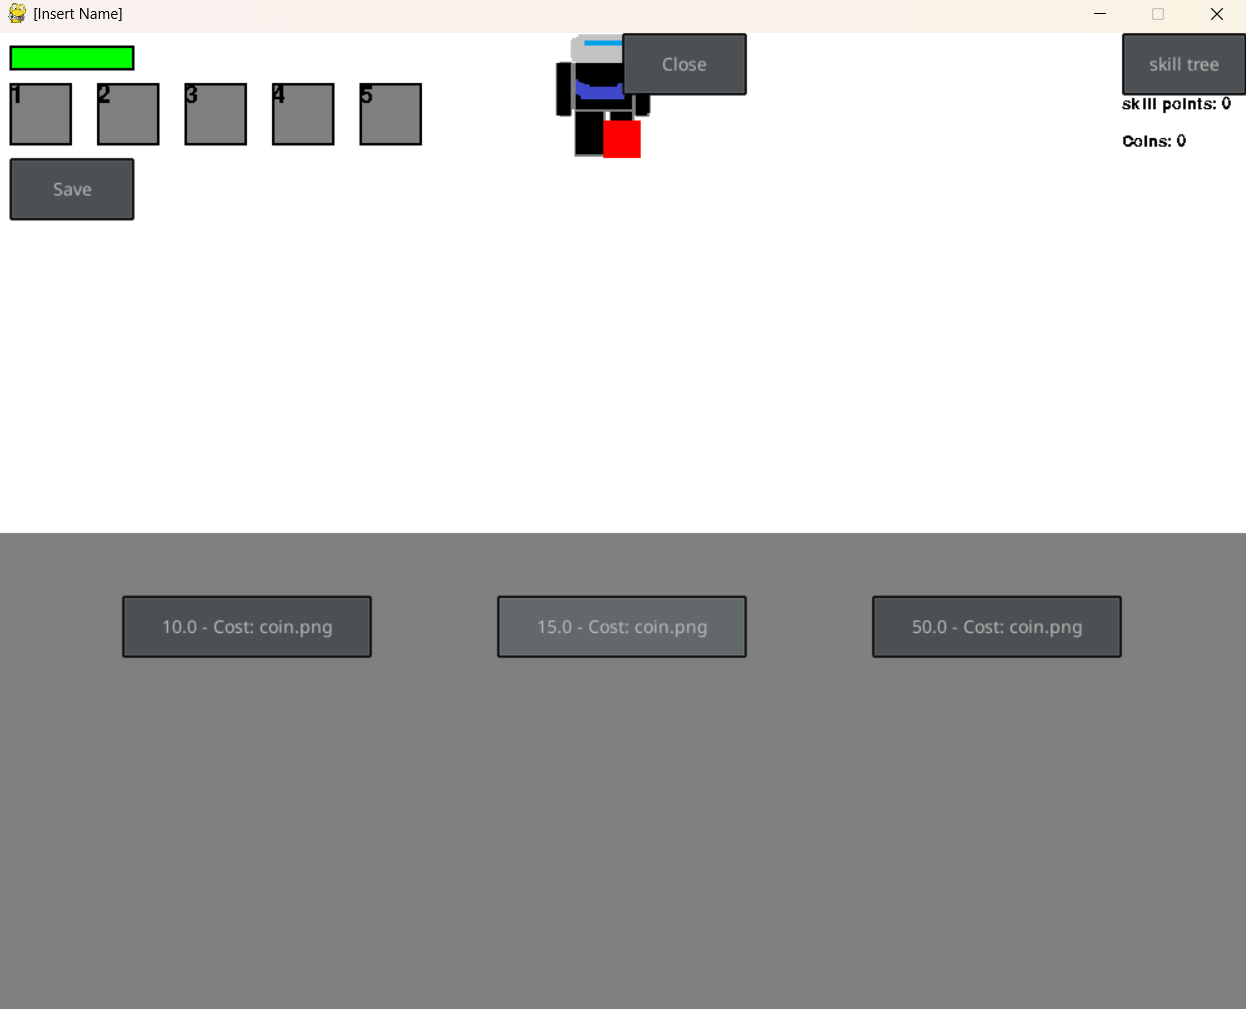 [Insert Name]
Close
skill tree
1 2 3 4 5
skill points: 0
Coins: 0
Save
10.0 - Cost: coin.png
15.0 - Cost: coin.png
50.0 - Cost: coin.png